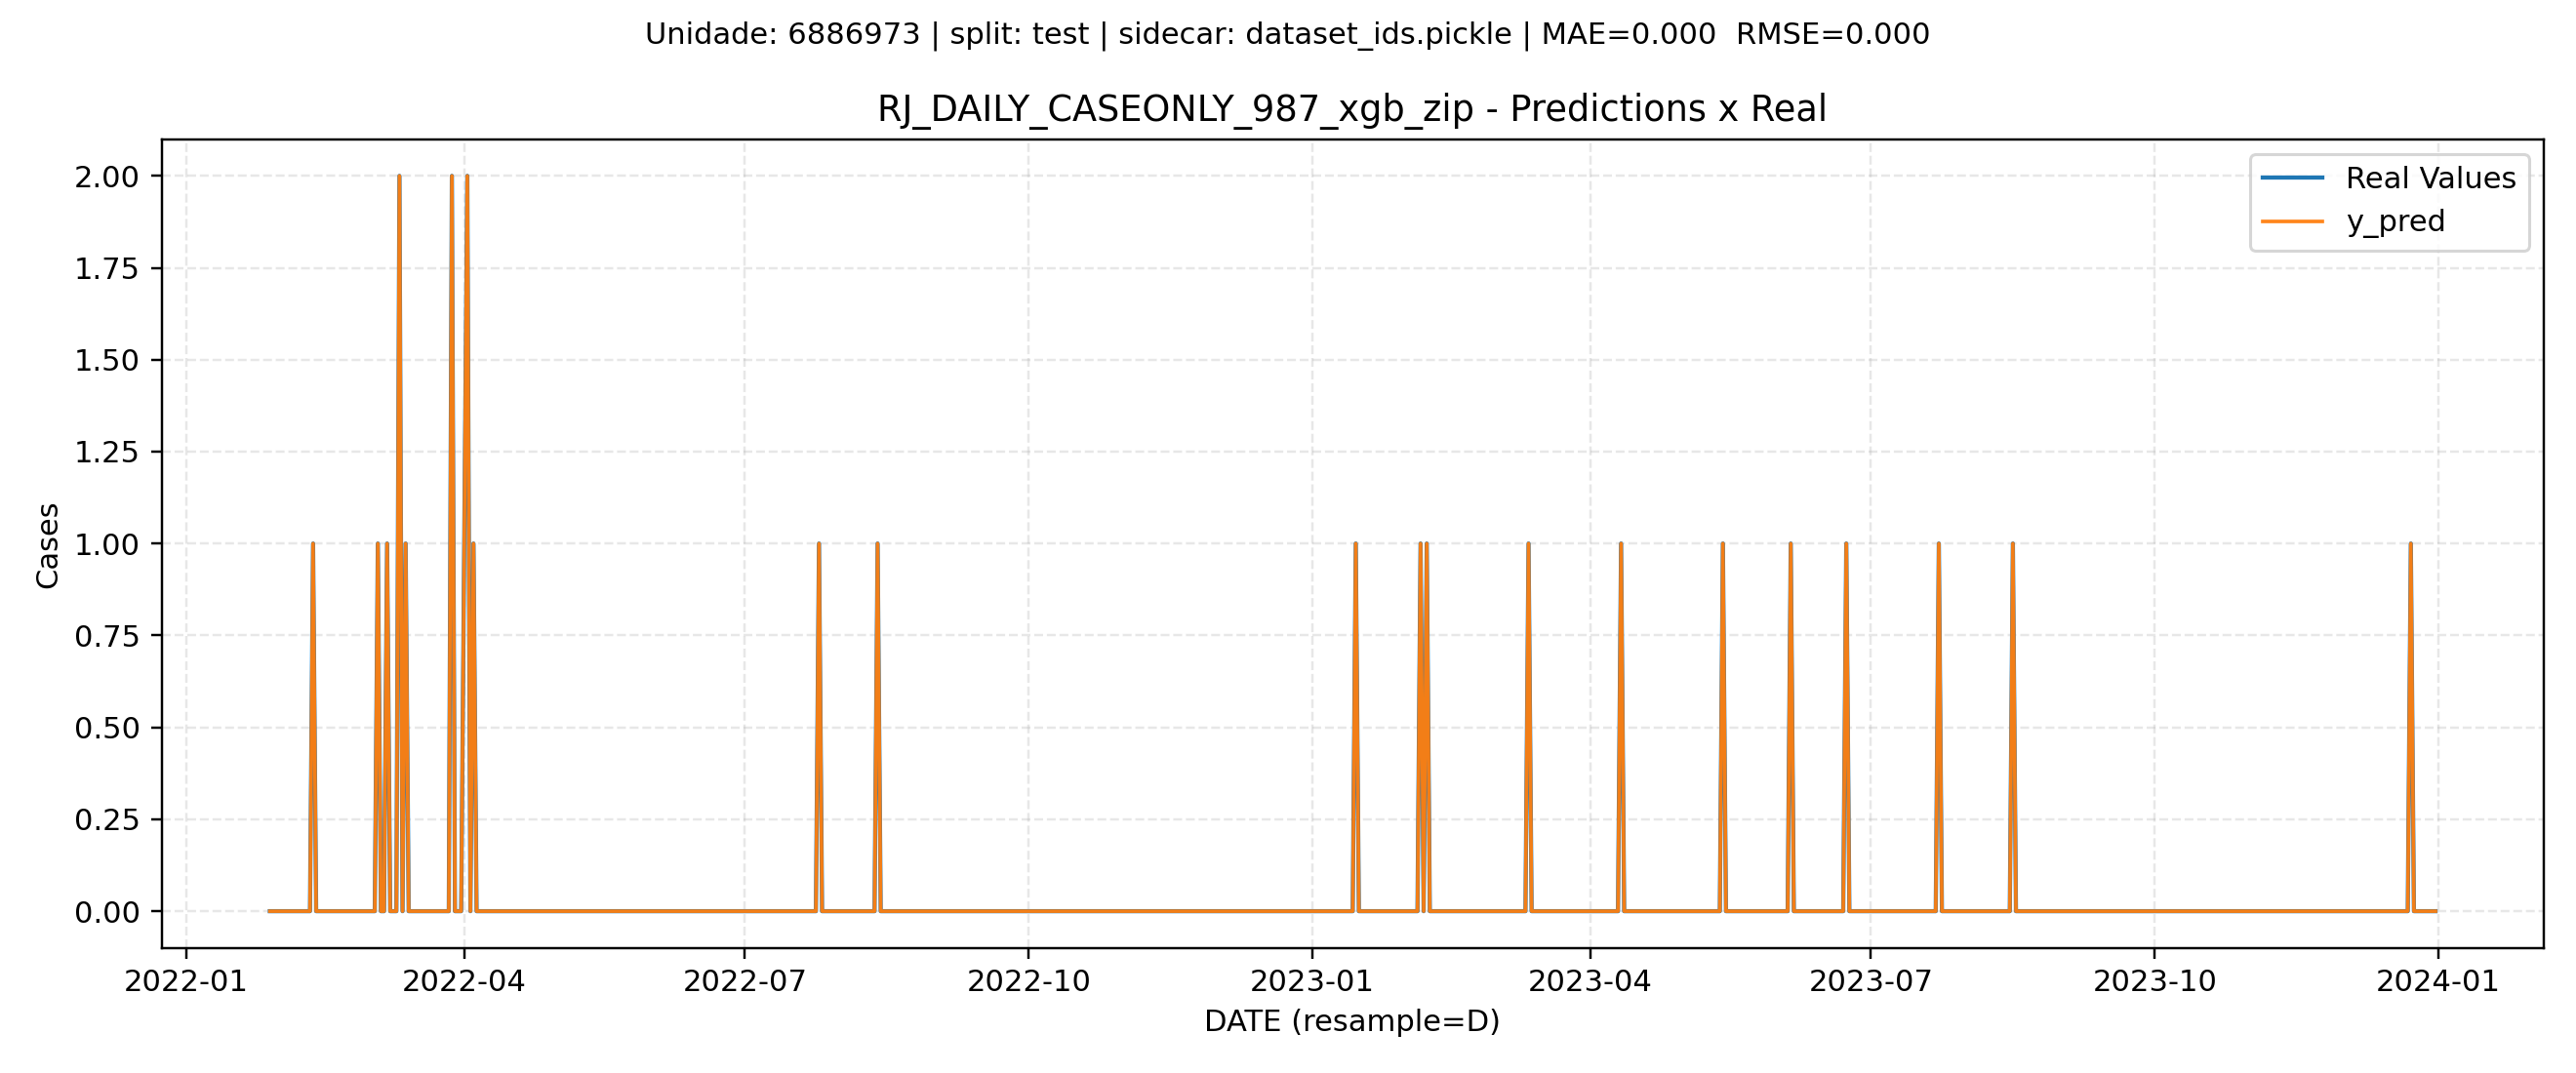 Unidade: 6886973 | split: test | sidecar: dataset_ids.pickle | MAE=0.000  RMSE=0.000
RJ_DAILY_CASEONLY_987_xgb_zip - Predictions x Real
Real Values
y_pred
2.00
1.75
1.50
1.25
1.00
0.75
0.50
0.25
0.00
Cases
2022-01 2022-04 2022-07 2022-10 2023-01 2023-04 2023-07 2023-10 2024-01
DATE (resample=D)